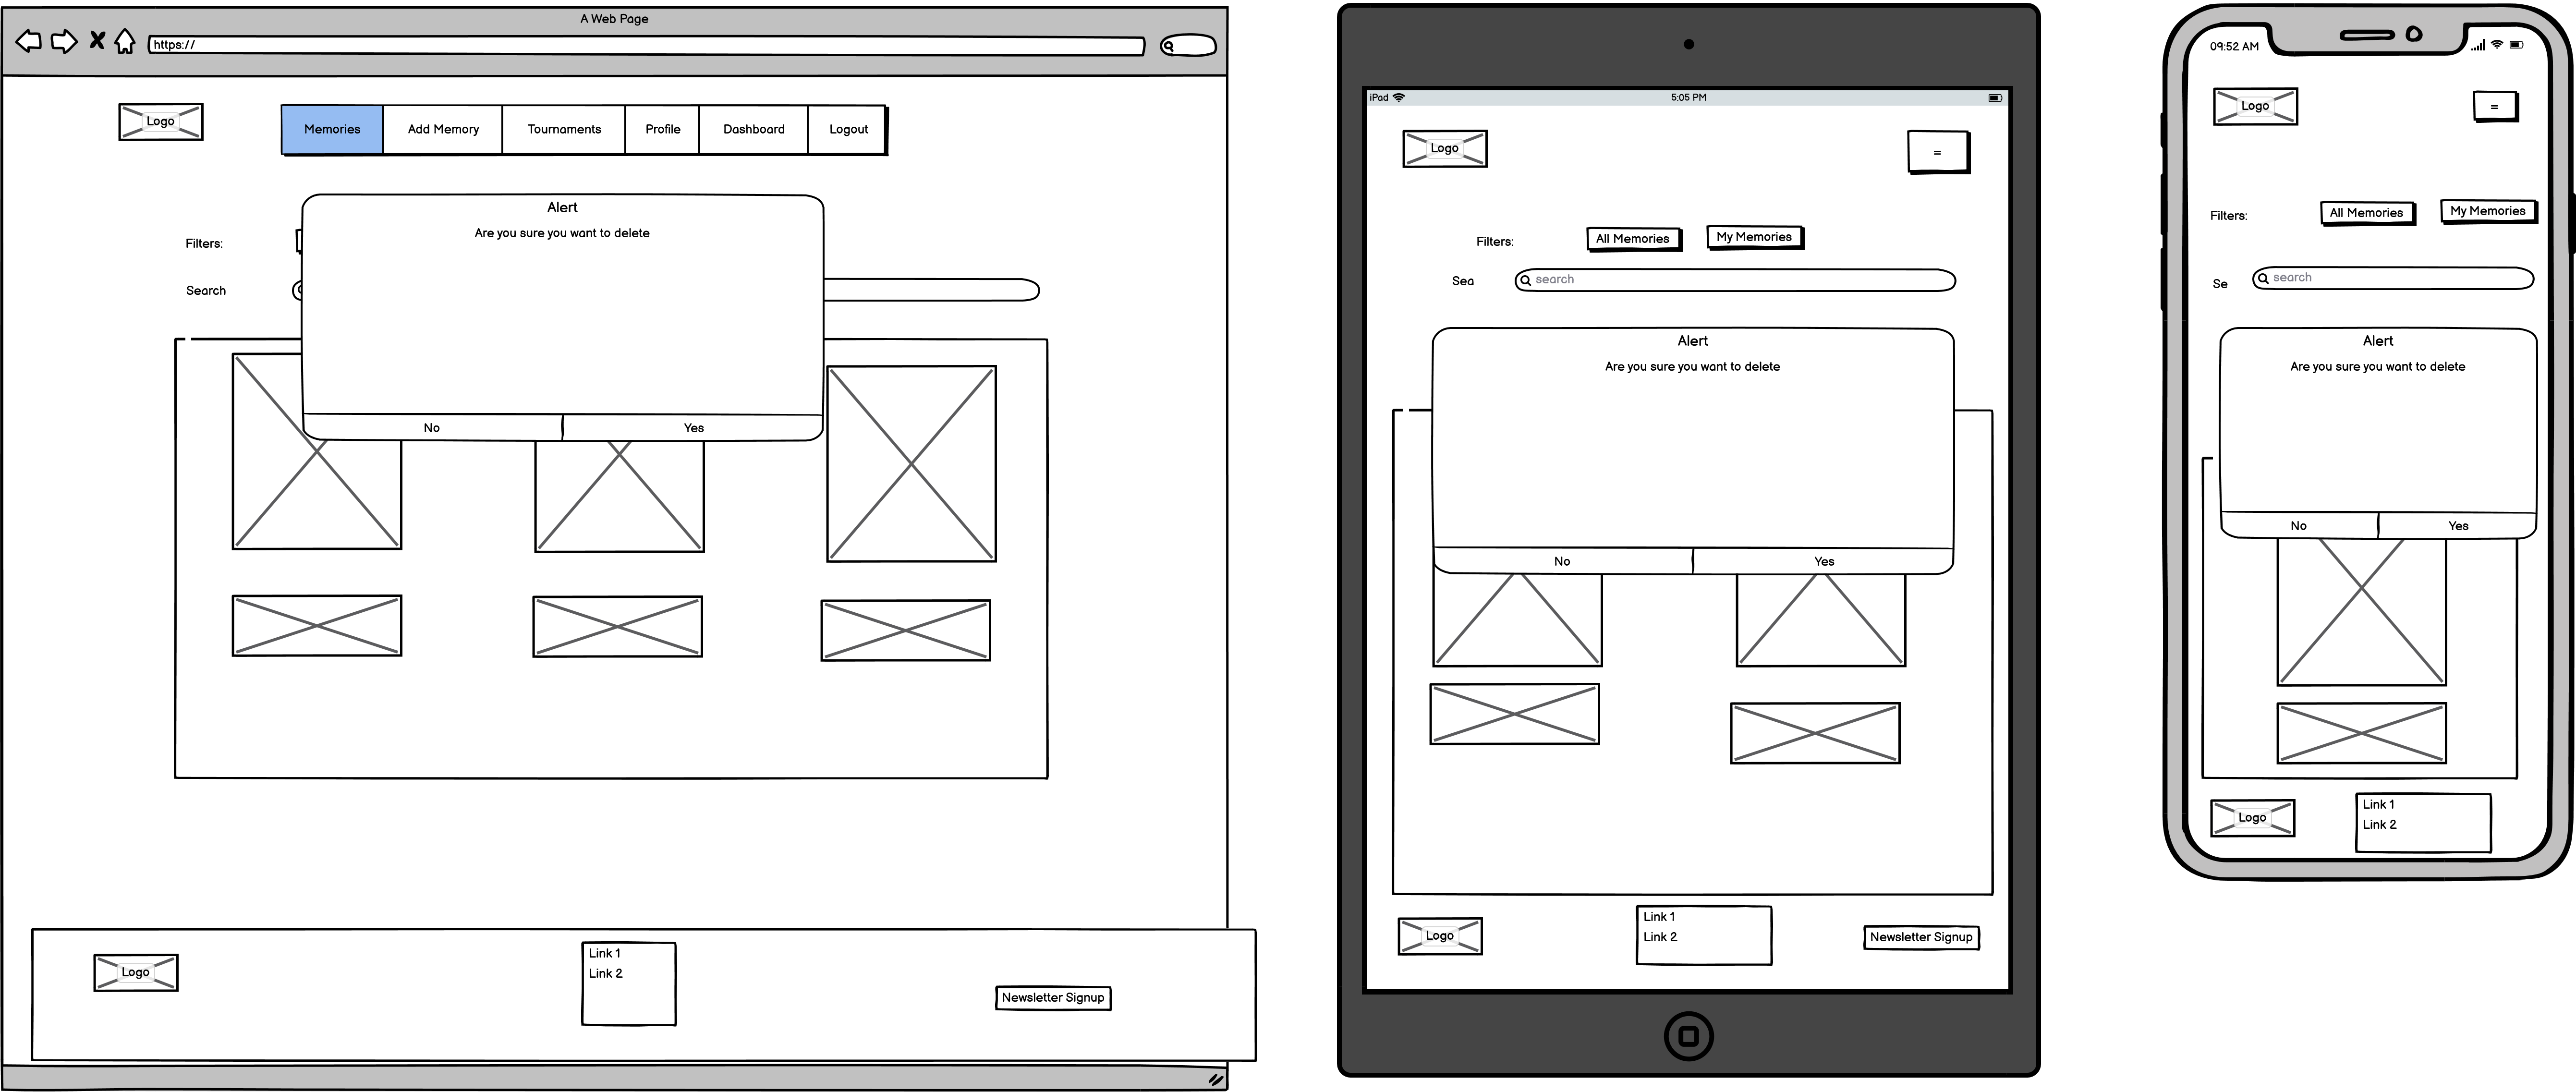 A Web Page
https://
Logo
Memories Add Memory Tournaments Profile Dashboard Logout
Alert
Are you sure you want to delete
Filters:
Search
No Yes
Logo
Link 1
Link 2
Newsletter Signup
iPad 5:05 PM
Logo
=
Filters: All Memories My Memories
Sea search
Alert
Are you sure you want to delete
No Yes
Logo
Link 1
Link 2
Newsletter Signup
09:52 AM
Logo
=
Filters: All Memories My Memories
Se search
Alert
Are you sure you want to delete
No Yes
Logo
Link 1
Link 2